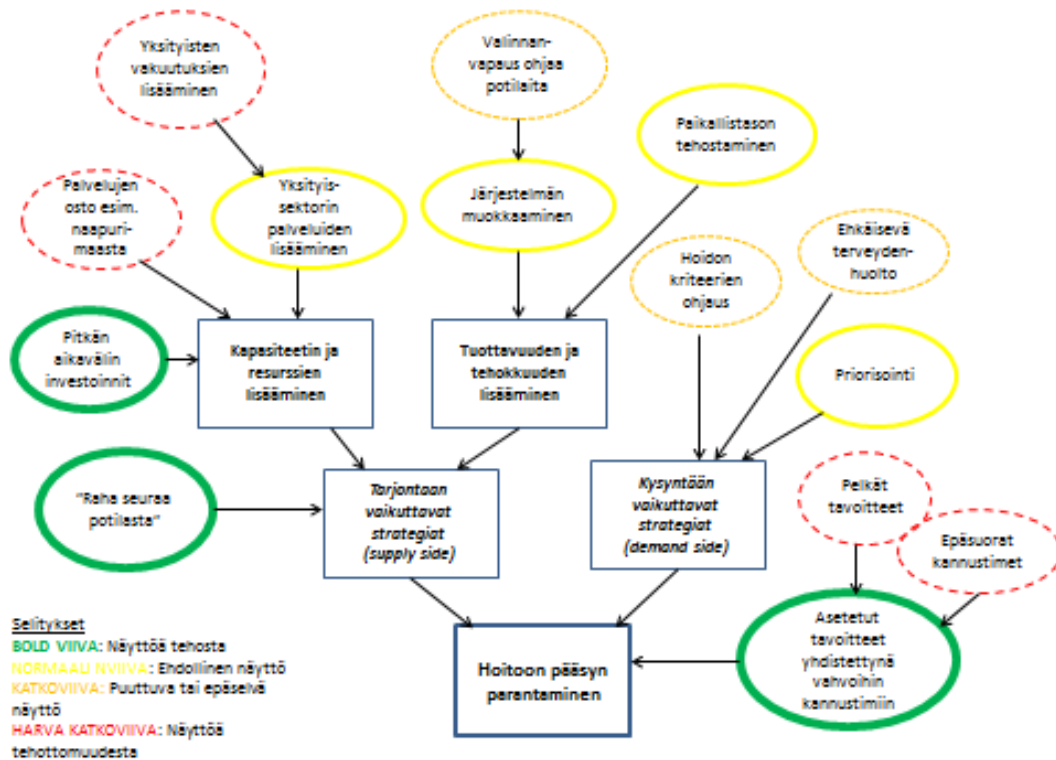 Yksityisten
vakuutuksien
lisääminen
Valinnan-
vapaus ohjaa
potilaita
Paikallistason
tehostaminen
Palvelujen
osto esim.
naapuri-
maasta
Yksityis-
sektorin
palveluiden
lisääminen
Järjestelmän
muokkaaminen
Hoidon
kriteerien
ohjaus
Ehkäisevä
terveyden-
huolto
Pitkän
aikavälin
investoinnit
Kapasiteetin ja
resurssien
lisääminen
Tuottavuuden ja
tehokkuuden
lisääminen
Priorisointi
"Raha seuraa
potilasta"
Tarjontaan
vaikuttavat
strategiat
(supply side)
Kysyntään
vaikuttavat
strategiat
(demand side)
Pelkät
tavoitteet
Epäsuorat
kannustimet
Selitykset
BOLD VIIVA: Näyttöä tehosta
NORMAALI NVIIVA: Ehdollinen näyttö
KATKOVIIVA: Puuttuva tai epäselvä
näyttö
HARVA KATKOVIIVA: Näyttöä
tehottomuudesta
Hoitoon pääsyn
parantaminen
Asetetut
tavoitteet
yhdistettynä
vahvoihin
kannustimiin